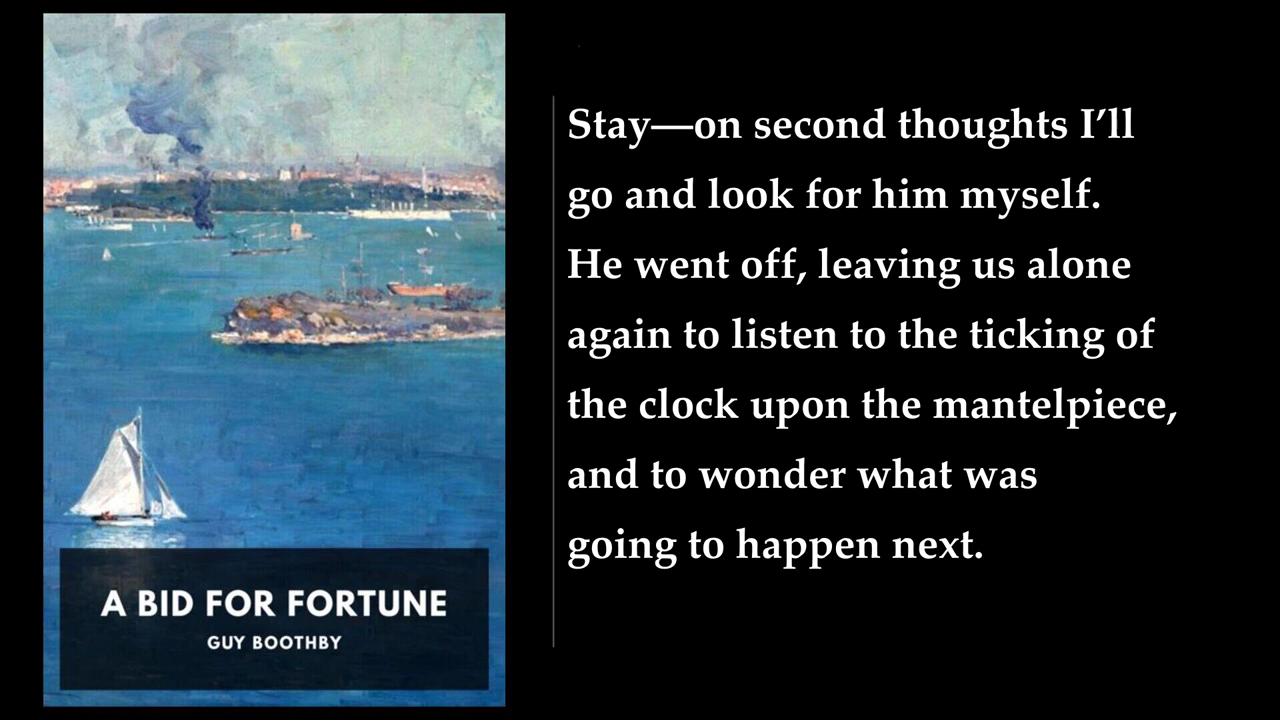 A BID FOR FORTUNE
GUY BOOTHBY
Stay—on second thoughts I’ll
go and look for him myself.
He went off, leaving us alone
again to listen to the ticking of
the clock upon the mantelpiece,
and to wonder what was
going to happen next.